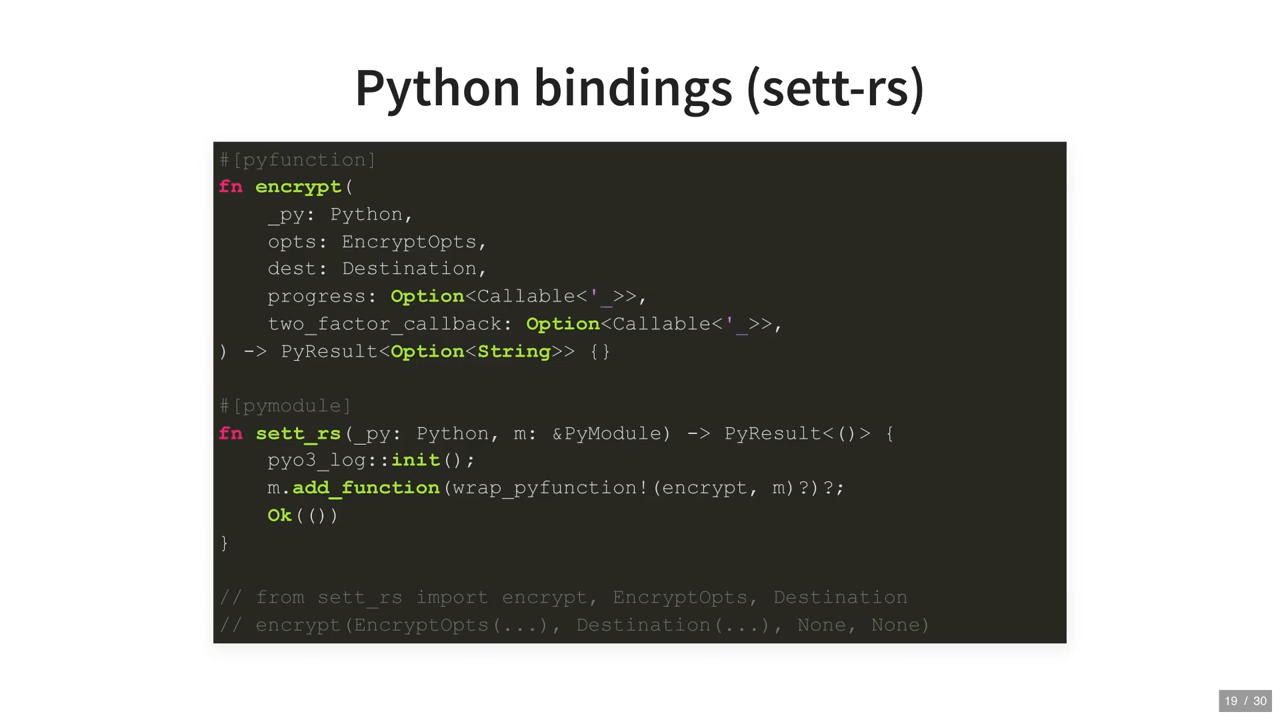 Python bindings (sett-rs)
#[pyfunction]
fn encrypt(
    _py: Python,
    opts: EncryptOpts,
    dest: Destination,
    progress: Option<Callable<'_>>,
    two_factor_callback: Option<Callable<'_>>,
) -> PyResult<Option<String>> {}
#[pymodule]
fn sett_rs(_py: Python, m: &PyModule) -> PyResult<()> {
    pyo3_log::init();
    m.add_function(wrap_pyfunction!(encrypt, m)?)?;
    Ok(())
}
// from sett_rs import encrypt, EncryptOpts, Destination
// encrypt(EncryptOpts(...), Destination(...), None, None)
19 / 30